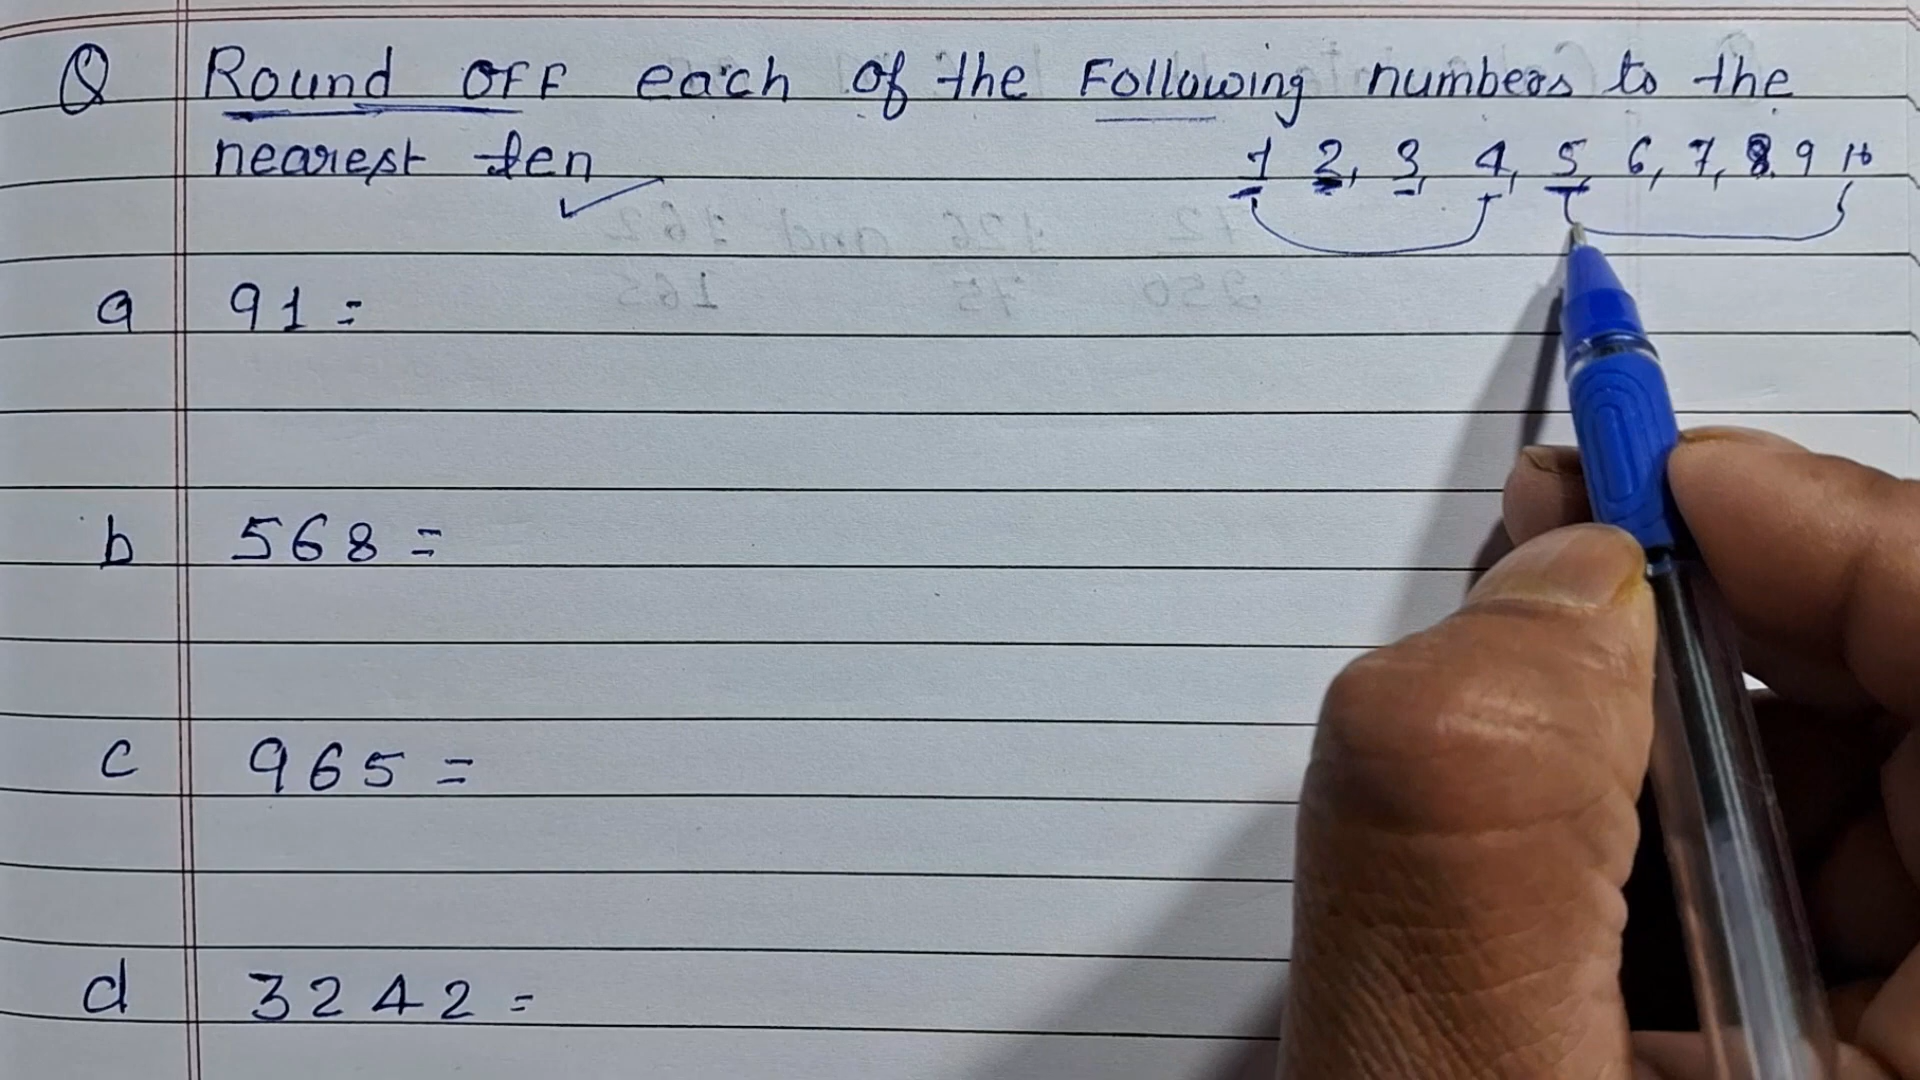 Q Round OFF each of the Following numbers to the
nearest ten
1 2, 3, 4, 5, 6, 7, 8, 9 10
a 91 =
b 568 =
c 965 =
d 3242 =